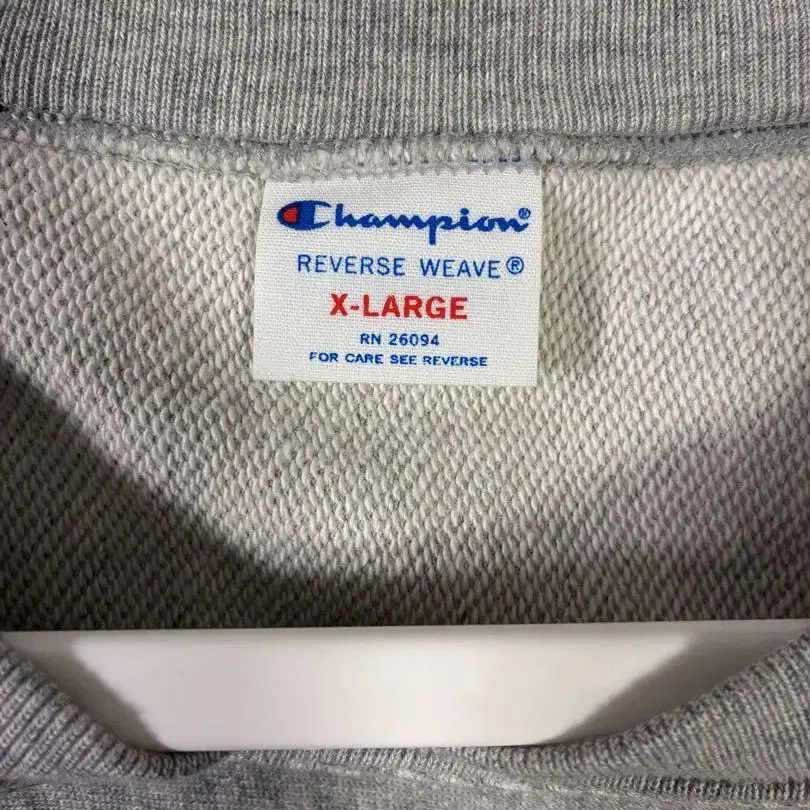 Champion®
REVERSE WEAVE®
X-LARGE
RN 26094
FOR CARE SEE REVERSE